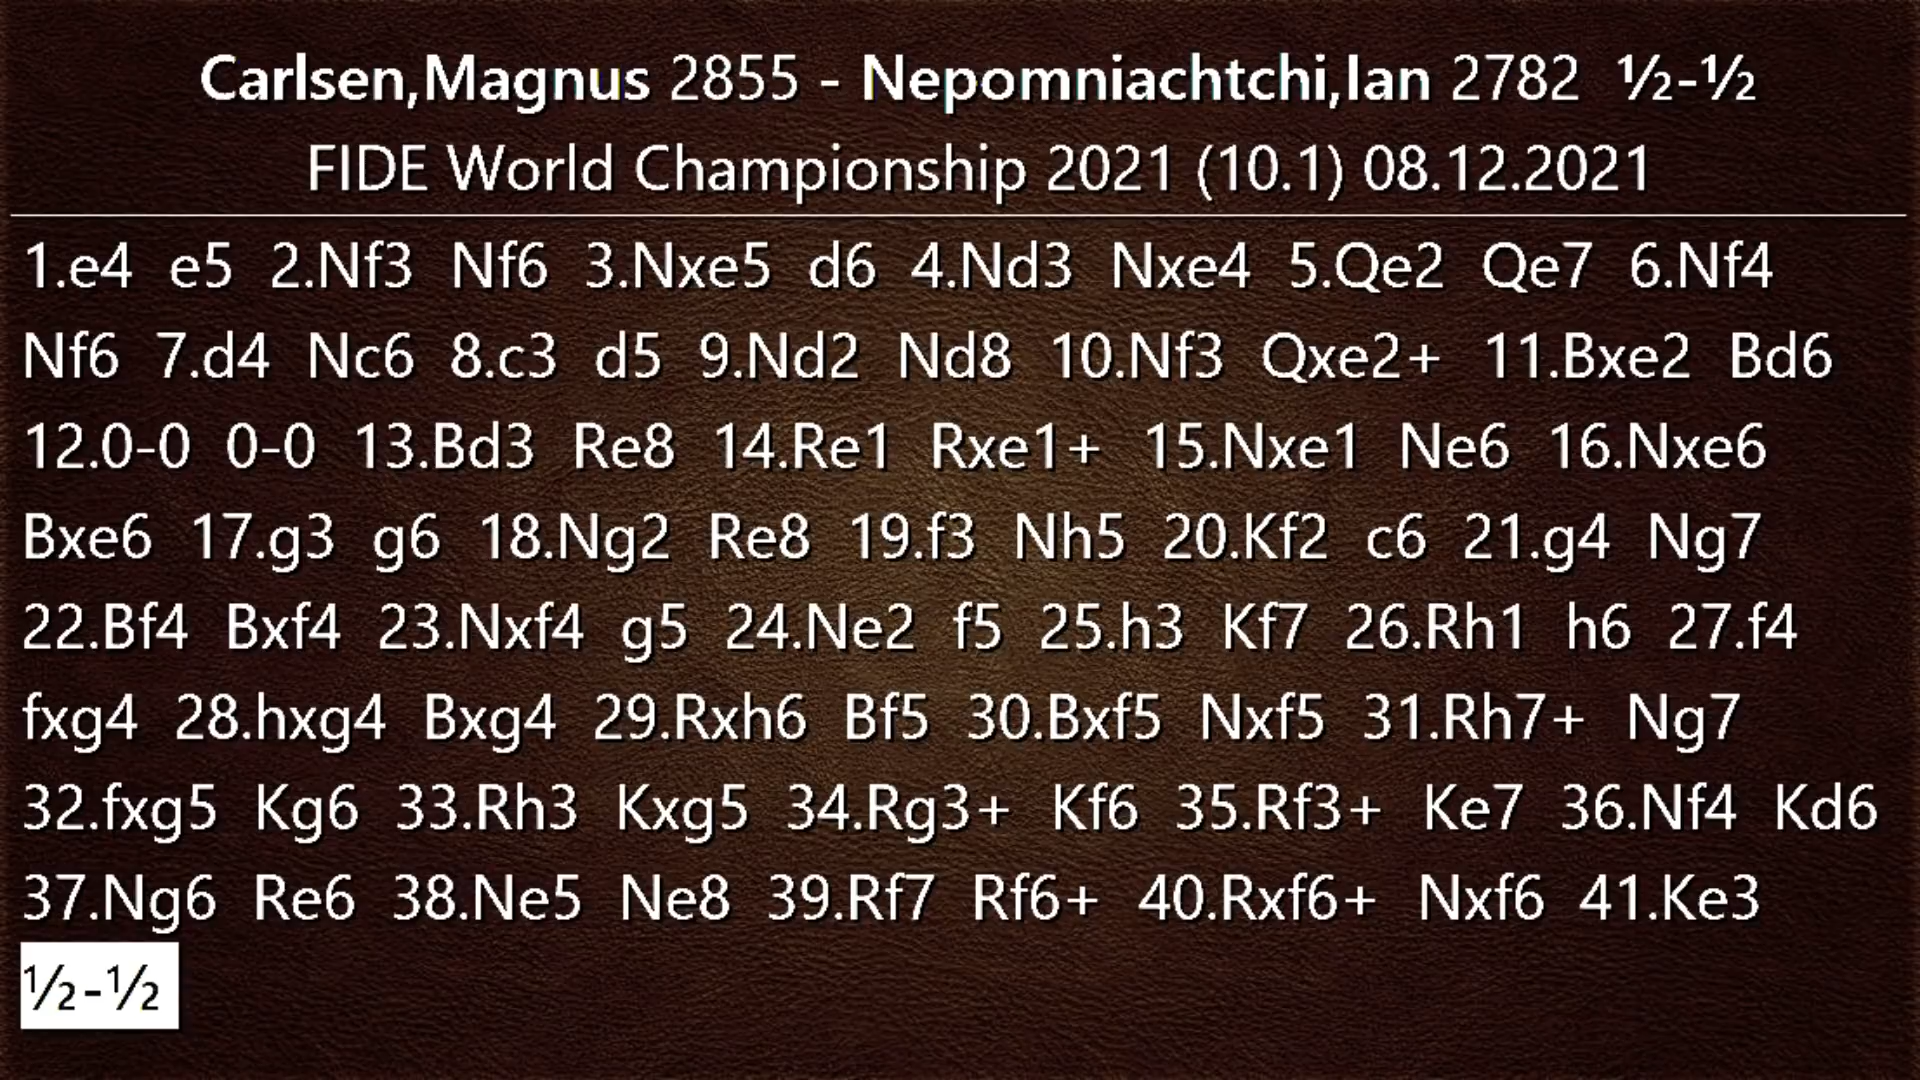 Carlsen,Magnus 2855 - Nepomniachtchi,Ian 2782 ½-½
FIDE World Championship 2021 (10.1) 08.12.2021
1.e4 e5 2.Nf3 Nf6 3.Nxe5 d6 4.Nd3 Nxe4 5.Qe2 Qe7 6.Nf4
Nf6 7.d4 Nc6 8.c3 d5 9.Nd2 Nd8 10.Nf3 Qxe2+ 11.Bxe2 Bd6
12.0-0 0-0 13.Bd3 Re8 14.Re1 Rxe1+ 15.Nxe1 Ne6 16.Nxe6
Bxe6 17.g3 g6 18.Ng2 Re8 19.f3 Nh5 20.Kf2 c6 21.g4 Ng7
22.Bf4 Bxf4 23.Nxf4 g5 24.Ne2 f5 25.h3 Kf7 26.Rh1 h6 27.f4
fxg4 28.hxg4 Bxg4 29.Rxh6 Bf5 30.Bxf5 Nxf5 31.Rh7+ Ng7
32.fxg5 Kg6 33.Rh3 Kxg5 34.Rg3+ Kf6 35.Rf3+ Ke7 36.Nf4 Kd6
37.Ng6 Re6 38.Ne5 Ne8 39.Rf7 Rf6+ 40.Rxf6+ Nxf6 41.Ke3
½-½